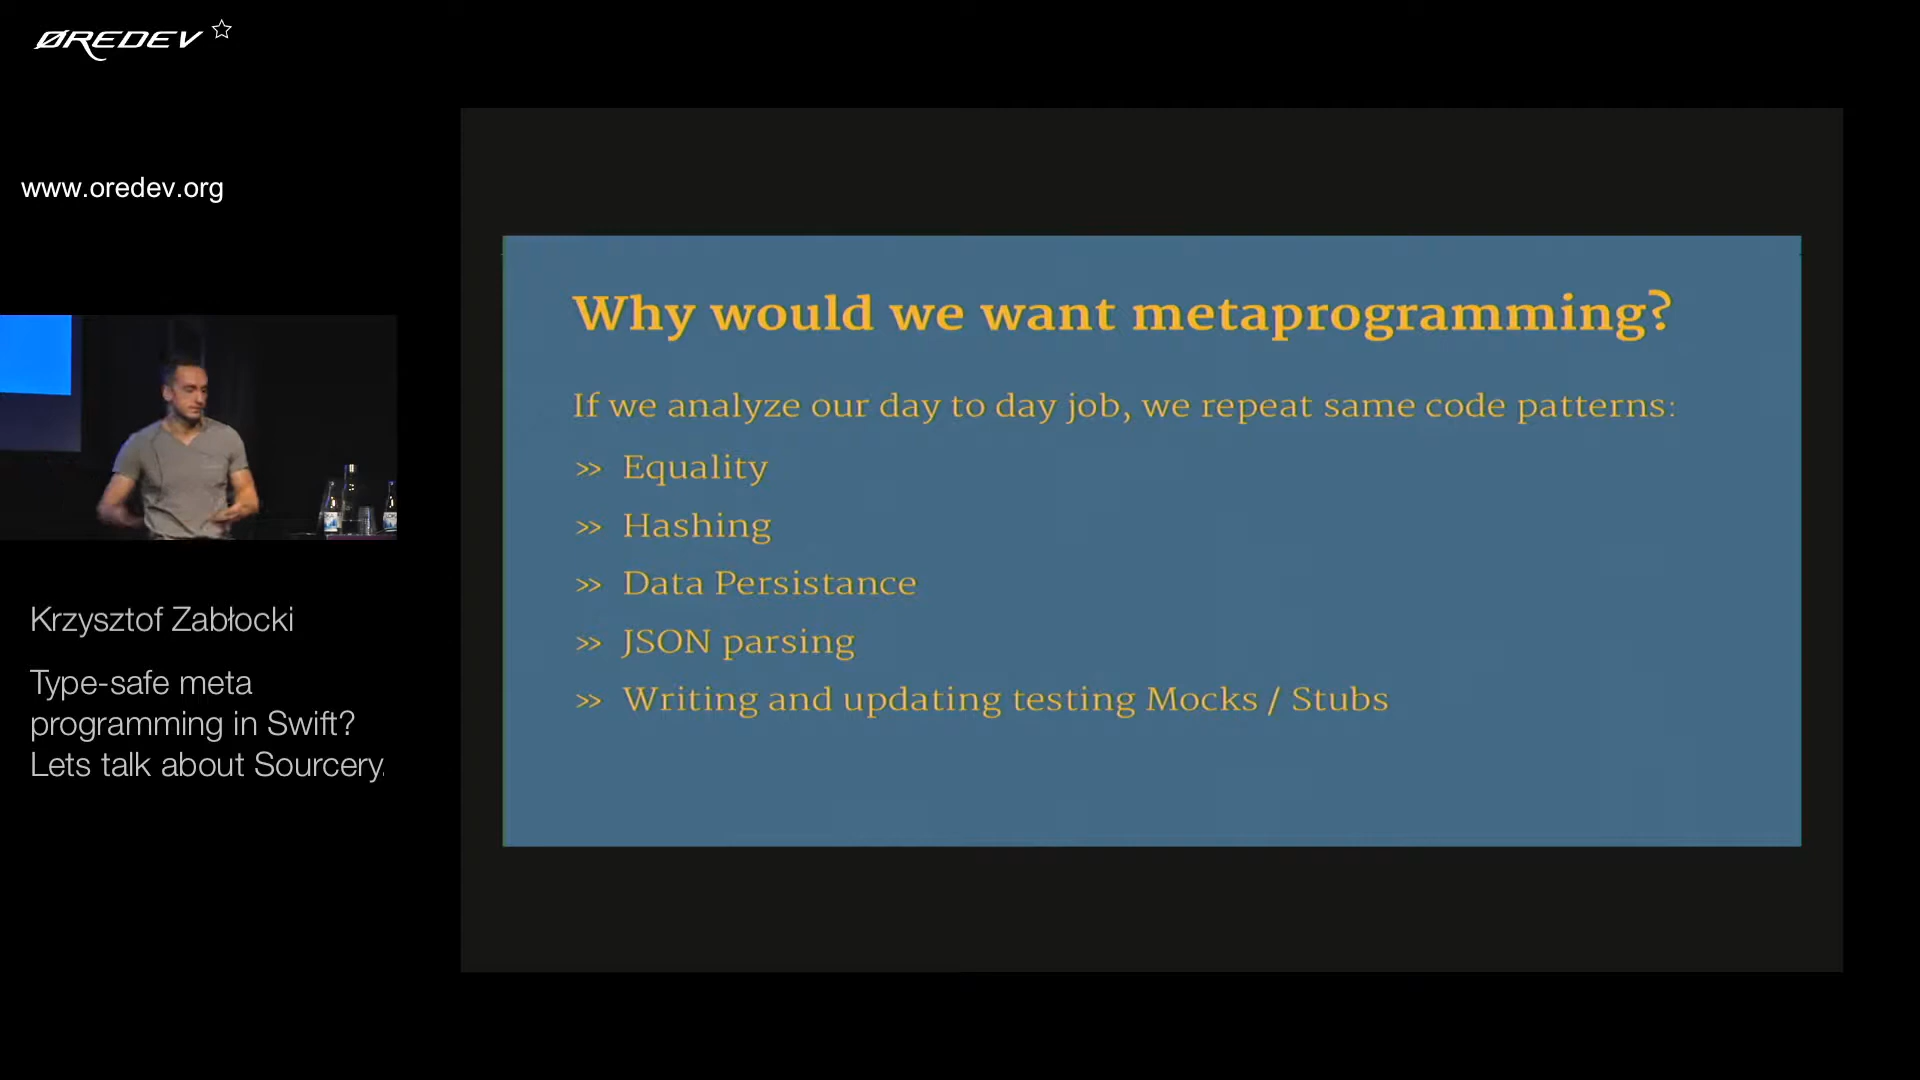 ØREDEV
www.oredev.org
Krzysztof Zabłocki
Type-safe meta
programming in Swift?
Lets talk about Sourcery.
Why would we want metaprogramming?
If we analyze our day to day job, we repeat same code patterns:
>> Equality
>> Hashing
>> Data Persistance
>> JSON parsing
>> Writing and updating testing Mocks / Stubs